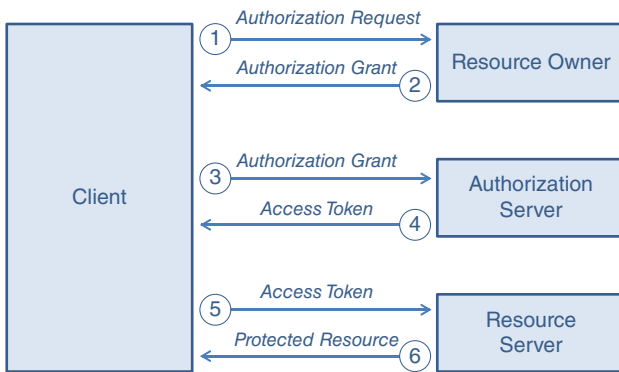 Authorization Request
1
Authorization Grant
2
Resource Owner
Client
Authorization Grant
3
Access Token
4
Authorization
Server
Access Token
5
Protected Resource
6
Resource
Server